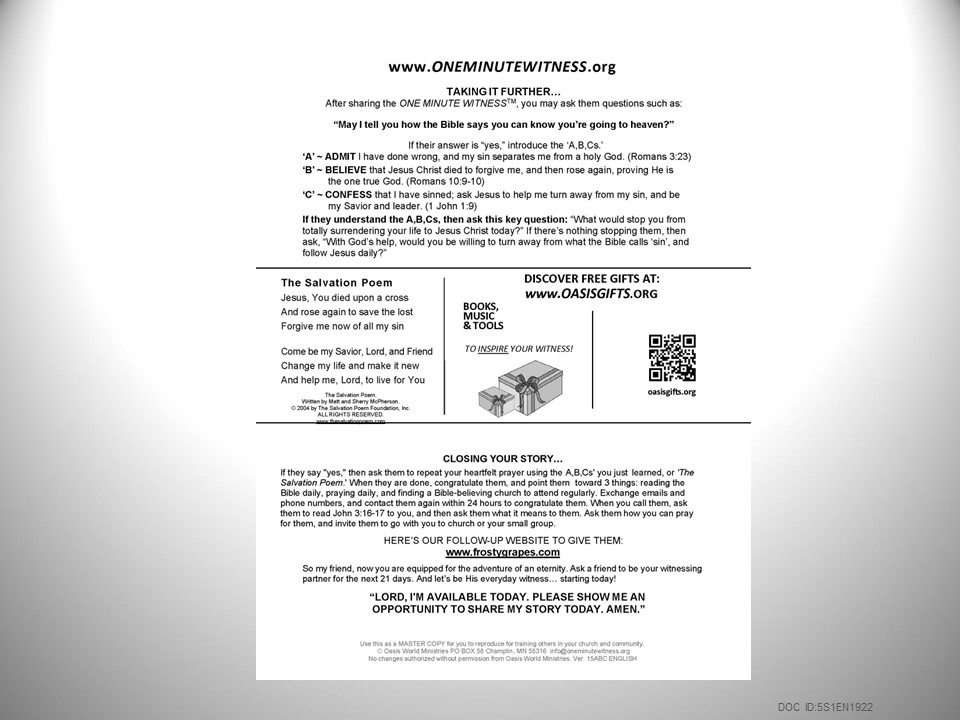 www.ONEMINUTEWITNESS.org
TAKING IT FURTHER…
After sharing the ONE MINUTE WITNESS™, you may ask them questions such as:
“May I tell you how the Bible says you can know you’re going to heaven?”
If their answer is “yes,” introduce the ‘A,B,Cs.’
‘A’ ~ ADMIT I have done wrong, and my sin separates me from a holy God. (Romans 3:23)
‘B’ ~ BELIEVE that Jesus Christ died to forgive me, and then rose again, proving He is
the one true God. (Romans 10:9-10)
‘C’ ~ CONFESS that I have sinned; ask Jesus to help me turn away from my sin, and be
my Savior and leader. (1 John 1:9)
If they understand the A,B,Cs, then ask this key question: “What would stop you from
totally surrendering your life to Jesus Christ today?” If there’s nothing stopping them, then
ask, “With God’s help, would you be willing to turn away from what the Bible calls ‘sin’, and
follow Jesus daily?”
The Salvation Poem
Jesus, You died upon a cross
And rose again to save the lost
Forgive me now of all my sin
Come be my Savior, Lord, and Friend
Change my life and make it new
And help me, Lord, to live for You
The Salvation Poem.
Written by Matt and Sherry McPherson.
© 2004 by The Salvation Poem Foundation, Inc.
ALL RIGHTS RESERVED.
www.thesalvationpoem.com
DISCOVER FREE GIFTS AT:
www.OASISGIFTS.ORG
BOOKS,
MUSIC
& TOOLS
TO INSPIRE YOUR WITNESS!
oasisgifts.org
CLOSING YOUR STORY…
If they say "yes," then ask them to repeat your heartfelt prayer using the A,B,Cs' you just learned, or 'The
Salvation Poem.' When they are done, congratulate them, and point them toward 3 things: reading the
Bible daily, praying daily, and finding a Bible-believing church to attend regularly. Exchange emails and
phone numbers, and contact them again within 24 hours to congratulate them. When you call them, ask
them to read John 3:16-17 to you, and then ask them what it means to them. Ask them how you can pray
for them, and invite them to go with you to church or your small group.
HERE’S OUR FOLLOW-UP WEBSITE TO GIVE THEM:
www.frostygrapes.com
So my friend, now you are equipped for the adventure of an eternity. Ask a friend to be your witnessing
partner for the next 21 days. And let’s be His everyday witness… starting today!
“LORD, I'M AVAILABLE TODAY. PLEASE SHOW ME AN
OPPORTUNITY TO SHARE MY STORY TODAY. AMEN.”
Use this as a MASTER COPY for you to reproduce for training others in your church and community.
© Oasis World Ministries PO BOX 56 Champlin, MN 55316 info@oneminutewitness.org
No changes authorized without permission from Oasis World Ministries. Ver. 15ABC ENGLISH
DOC ID:5S1EN1922